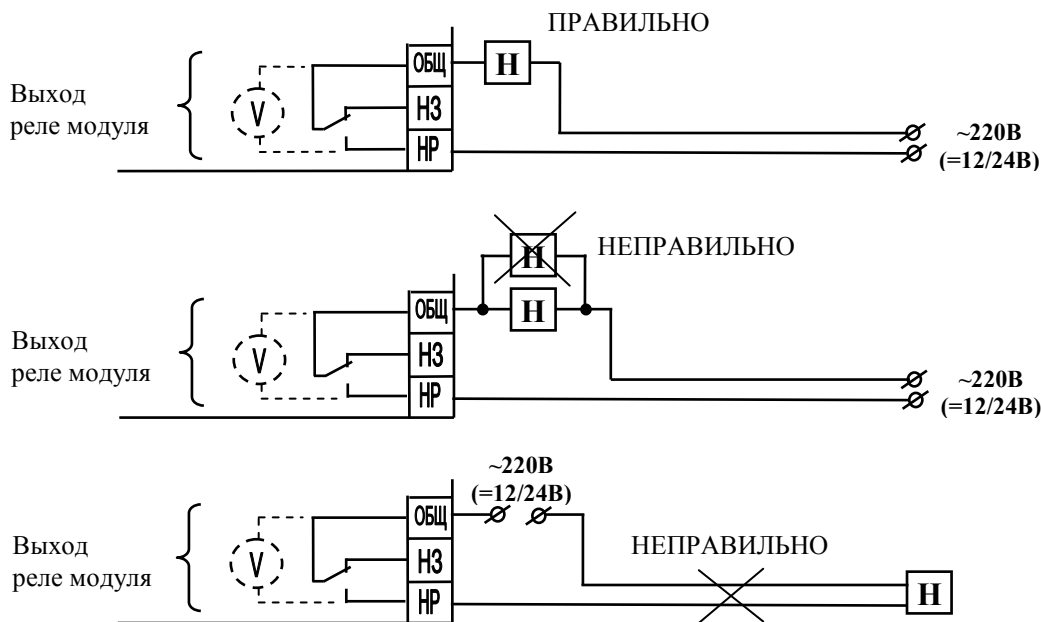 ПРАВИЛЬНО
Выход
реле модуля
V
ОБЩ
НЗ
НР
Н
~220В
(=12/24В)
НЕПРАВИЛЬНО
Н
Выход
реле модуля
V
ОБЩ
НЗ
НР
Н
~220В
(=12/24В)
~220В
(=12/24В)
Выход
реле модуля
V
ОБЩ
НЗ
НР
НЕПРАВИЛЬНО
Н